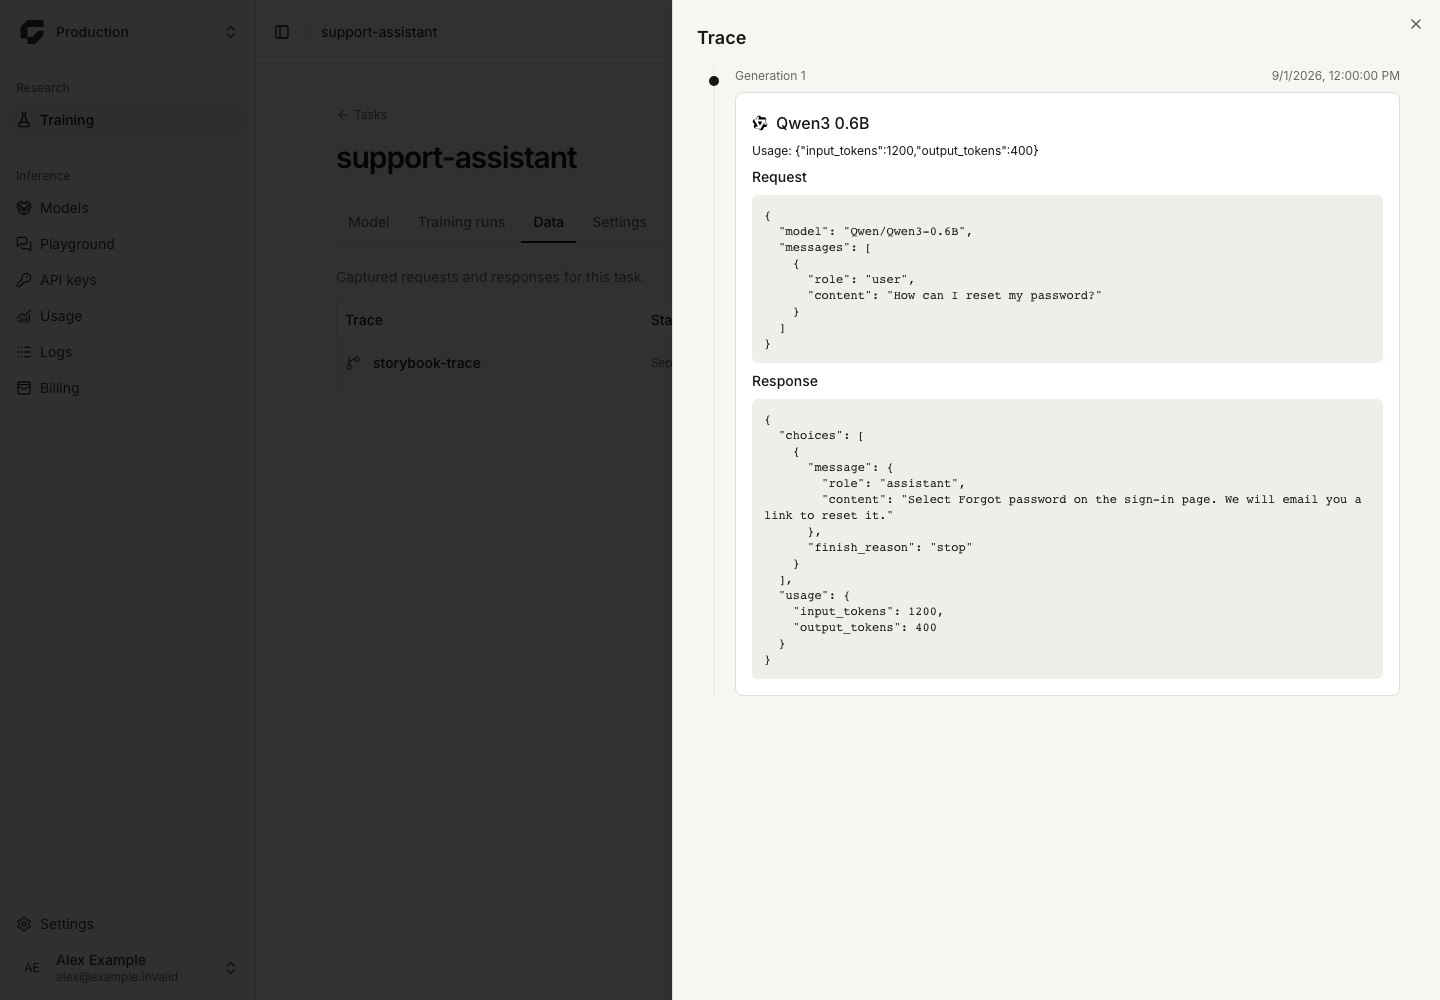 Production
Research
Training
Inference
Models
Playground
API keys
Usage
Logs
Billing
Settings
AE
Alex Example
alex@example.invalid
support-assistant
Tasks
support-assistant
Model Training runs Data Settings
Captured requests and responses for this task.
Trace Sta
storybook-trace Sep
Trace
Generation 1 9/1/2026, 12:00:00 PM
Qwen3 0.6B
Usage: {"input_tokens":1200,"output_tokens":400}
Request
{
  "model": "Qwen/Qwen3-0.6B",
  "messages": [
    {
      "role": "user",
      "content": "How can I reset my password?"
    }
  ]
}
Response
{
  "choices": [
    {
      "message": {
        "role": "assistant",
        "content": "Select Forgot password on the sign-in page. We will email you a
link to reset it."
      },
      "finish_reason": "stop"
    }
  ],
  "usage": {
    "input_tokens": 1200,
    "output_tokens": 400
  }
}